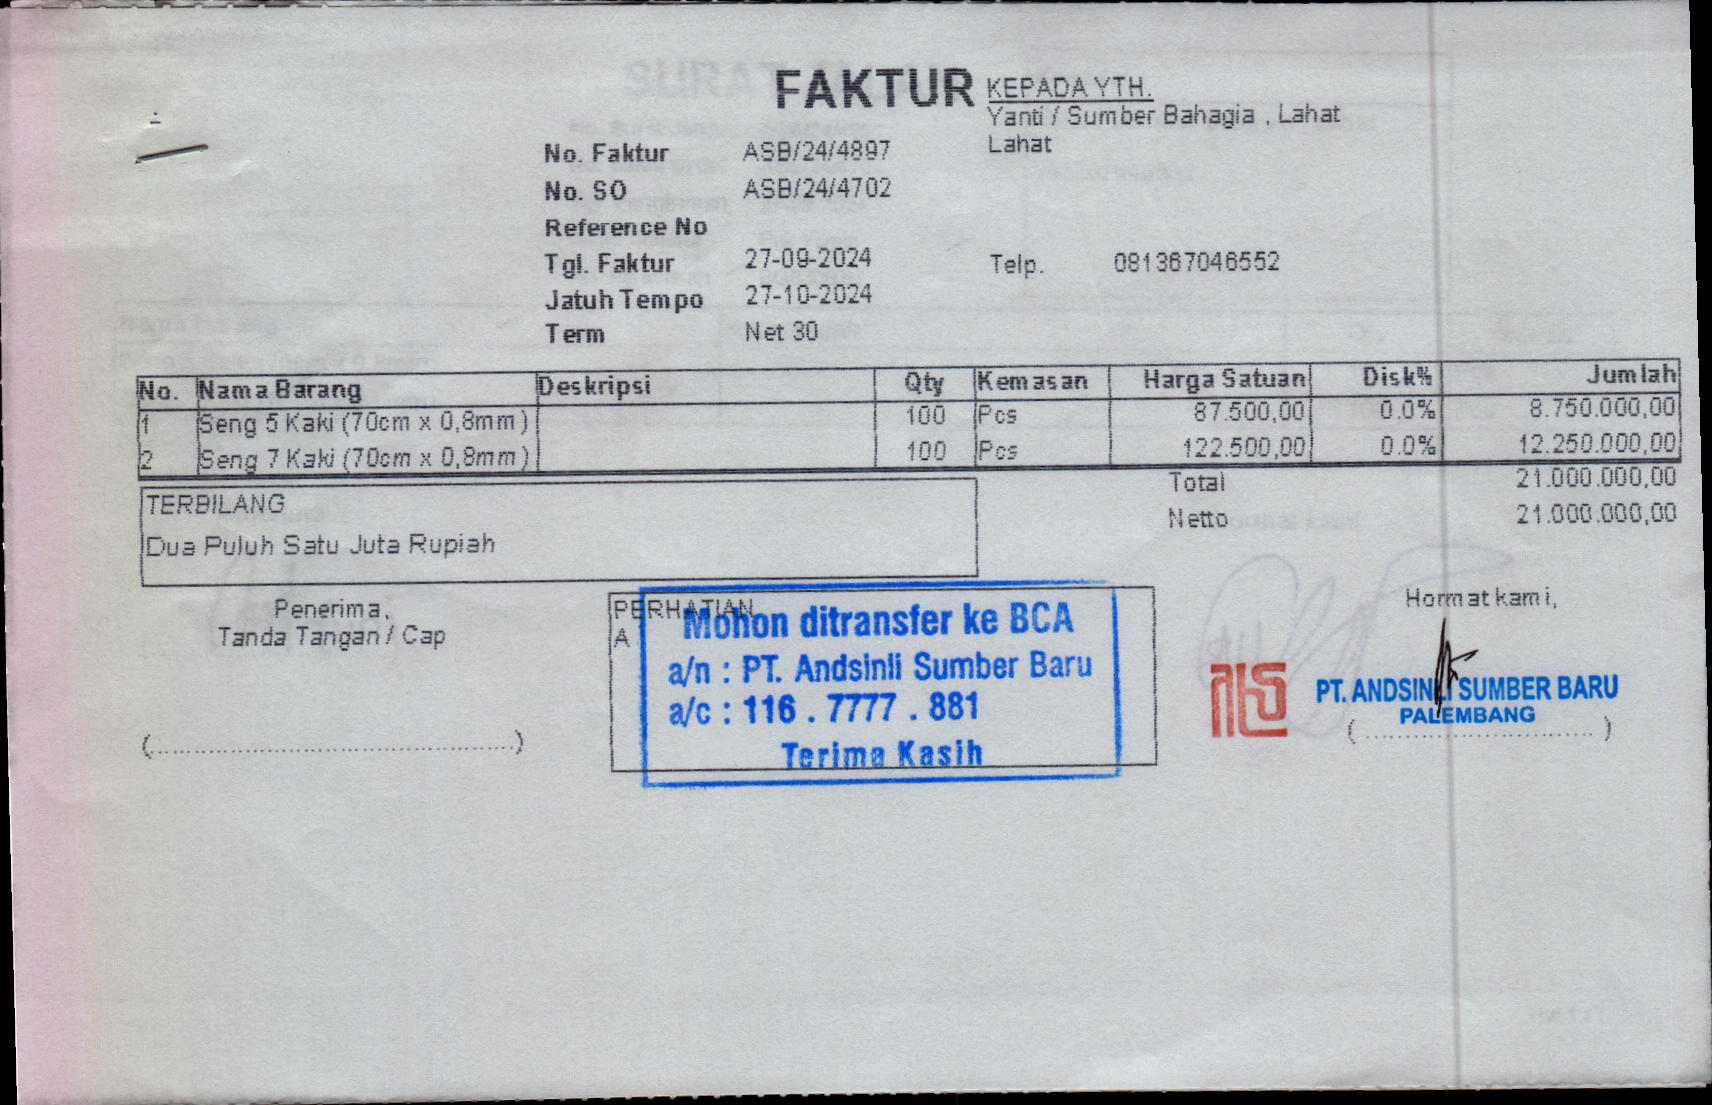 FAKTUR
KEPADA YTH.
Yanti / Sumber Bahagia , Lahat
Lahat
No. Faktur ASB/24/4897
No. SO ASB/24/4702
Reference No
Tgl. Faktur 27-09-2024
Telp. 081367046552
Jatuh Tempo 27-10-2024
Term Net 30
No. Nama Barang Deskripsi Qty Kemasan Harga Satuan Disk% Jumlah
1 Seng 5 Kaki (70cm x 0,8mm) 100 Pcs 87.500,00 0.0% 8.750.000,00
2 Seng 7 Kaki (70cm x 0,8mm) 100 Pcs 122.500,00 0.0% 12.250.000,00
Total 21.000.000,00
Netto 21.000.000,00
TERBILANG
Dua Puluh Satu Juta Rupiah
Penerima,
Tanda Tangan / Cap
(........................................)
PERHATIAN
A
Mohon ditransfer ke BCA
a/n : PT. Andsinli Sumber Baru
a/c : 116 . 7777 . 881
Terima Kasih
Hormat kami,
PT. ANDSINLI SUMBER BARU
PALEMBANG
(..............................)